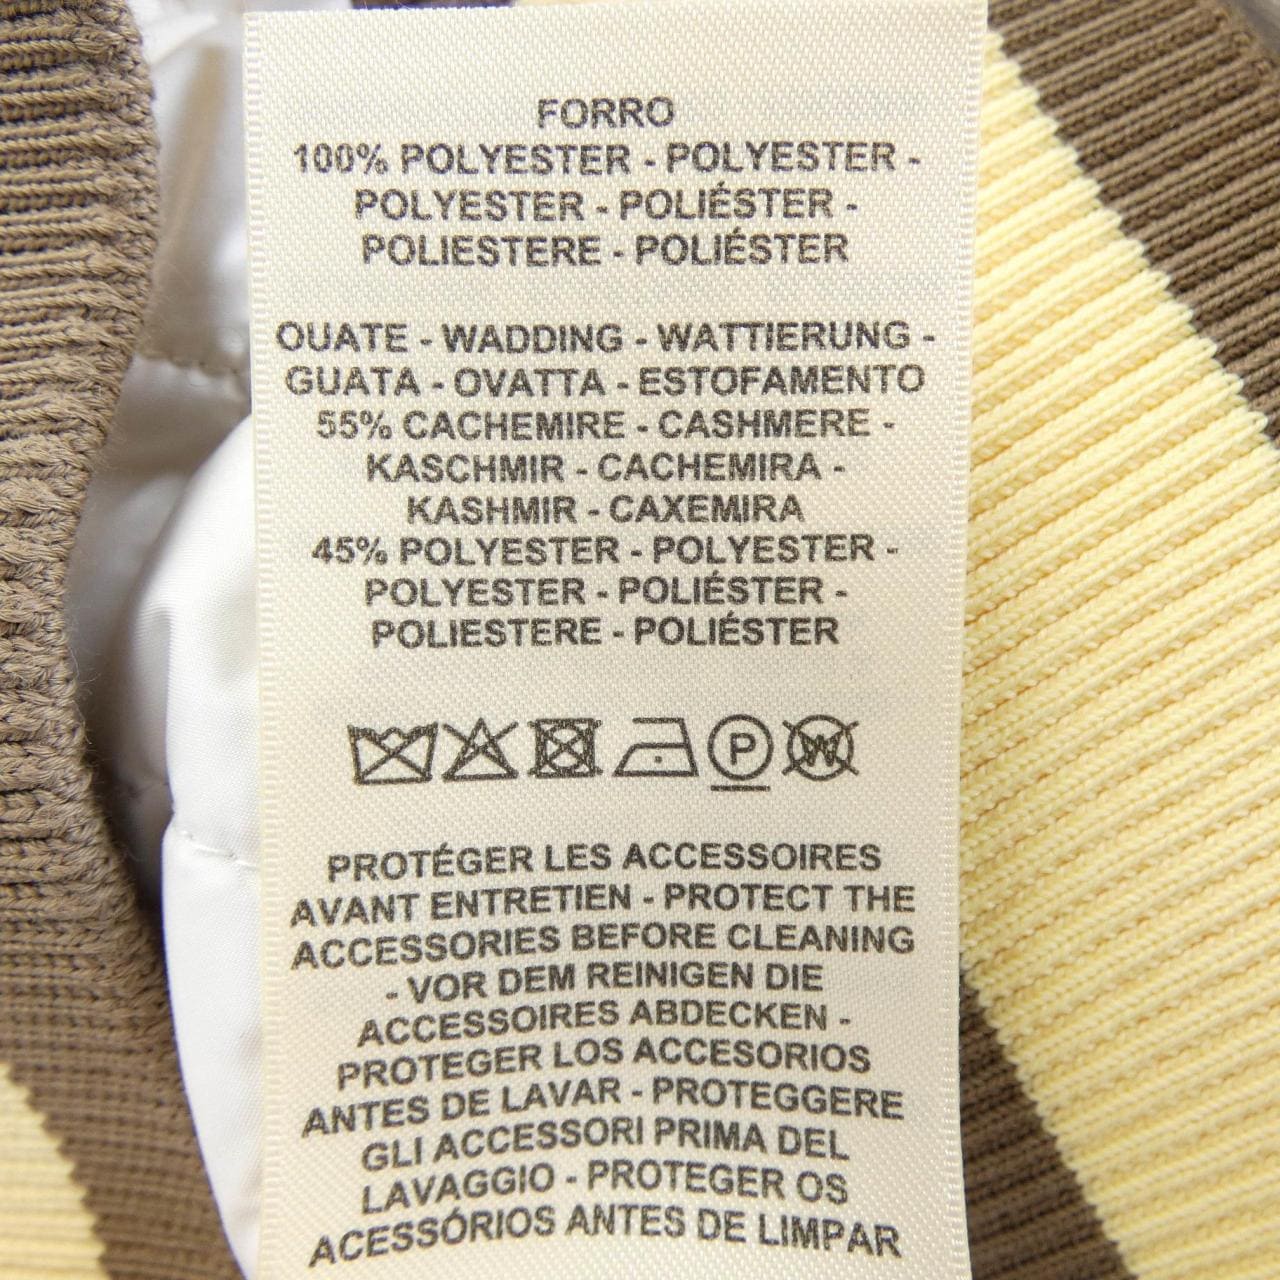 FORRO
100% POLYESTER - POLYESTER -
POLYESTER - POLIÉSTER -
POLIESTERE - POLIÉSTER
OUATE - WADDING - WATTIERUNG -
GUATA - OVATTA - ESTOFAMENTO
55% CACHEMIRE - CASHMERE -
KASCHMIR - CACHEMIRA -
KASHMIR - CAXEMIRA
45% POLYESTER - POLYESTER -
POLYESTER - POLIÉSTER -
POLIESTERE - POLIÉSTER
P W
PROTÉGER LES ACCESSOIRES
AVANT ENTRETIEN - PROTECT THE
ACCESSORIES BEFORE CLEANING
- VOR DEM REINIGEN DIE
ACCESSOIRES ABDECKEN -
PROTEGER LOS ACCESORIOS
ANTES DE LAVAR - PROTEGGERE
GLI ACCESSORI PRIMA DEL
LAVAGGIO - PROTEGER OS
ACESSÓRIOS ANTES DE LIMPAR